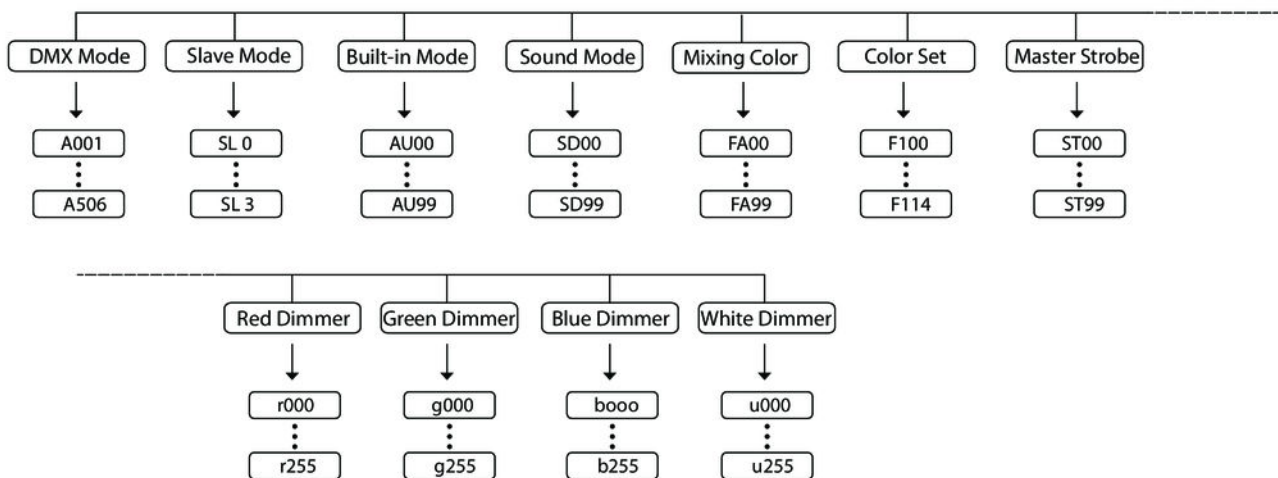 DMX Mode Slave Mode Built-in Mode Sound Mode Mixing Color Color Set Master Strobe
A001 SL 0 AU00 SD00 FA00 F100 ST00
A506 SL 3 AU99 SD99 FA99 F114 ST99
Red Dimmer Green Dimmer Blue Dimmer White Dimmer
r000 g000 booo u000
r255 g255 b255 u255